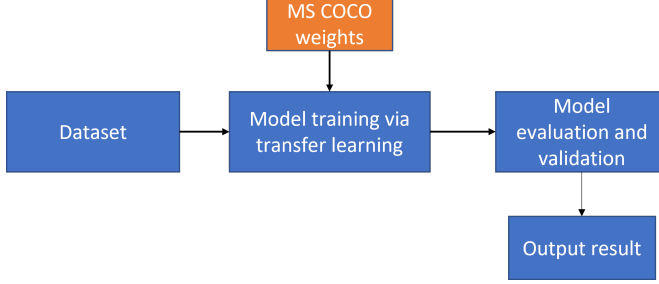 MS COCO
weights
Dataset
Model training via
transfer learning
Model
evaluation and
validation
Output result